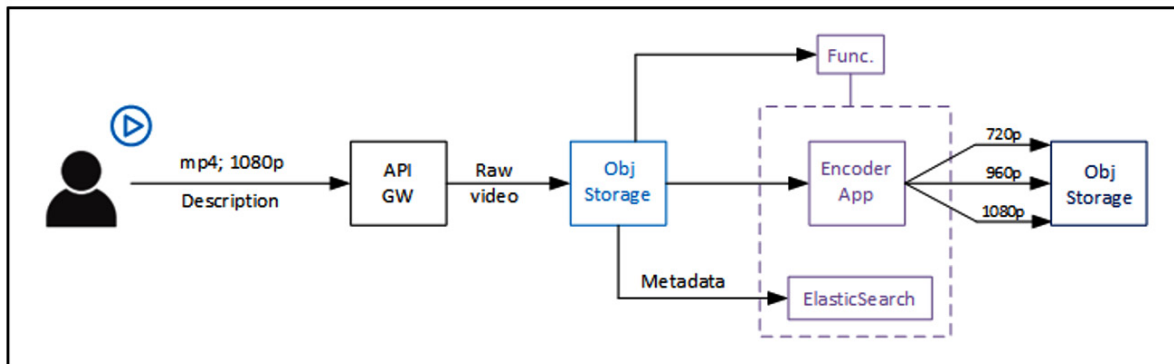 Func.
mp4; 1080p
Description
API
GW
Raw
video
Obj
Storage
Encoder
App
720p
960p
1080p
Obj
Storage
Metadata
ElasticSearch